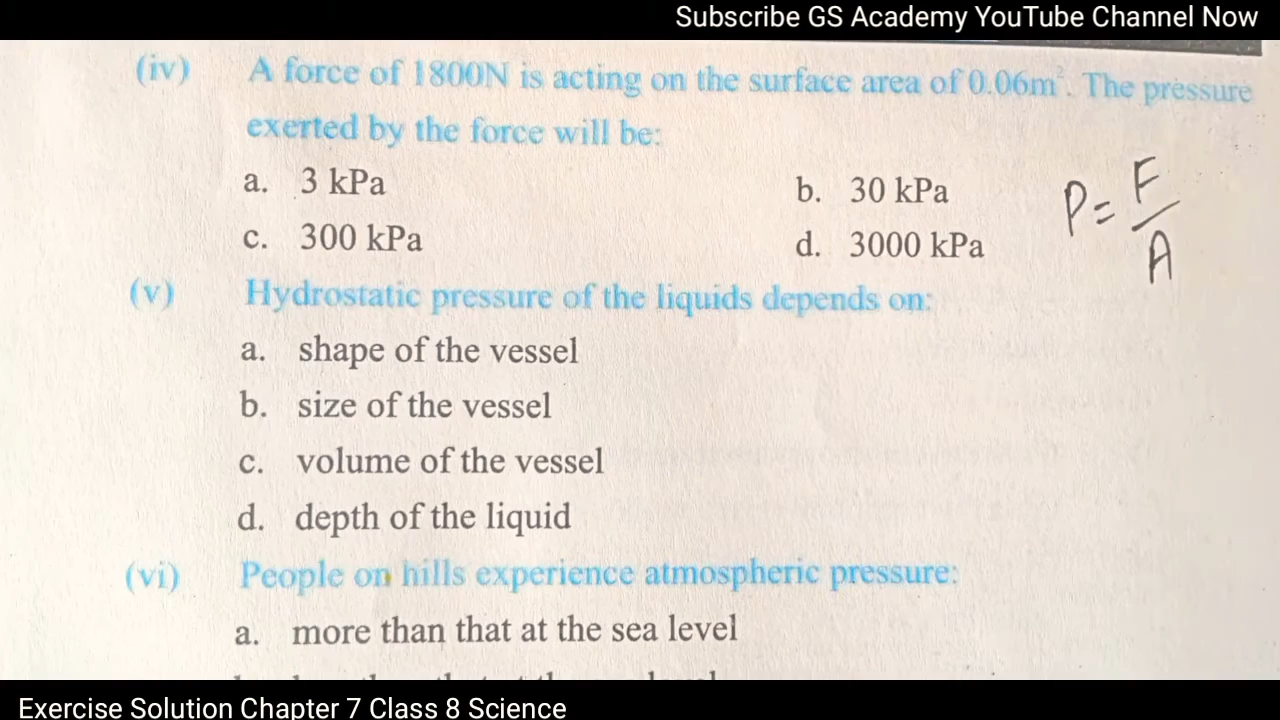 Subscribe GS Academy YouTube Channel Now
(iv) A force of 1800N is acting on the surface area of 0.06m². The pressure
exerted by the force will be:
a. 3 kPa b. 30 kPa
c. 300 kPa d. 3000 kPa
P = F/A
(v) Hydrostatic pressure of the liquids depends on:
a. shape of the vessel
b. size of the vessel
c. volume of the vessel
d. depth of the liquid
(vi) People on hills experience atmospheric pressure:
a. more than that at the sea level
Exercise Solution Chapter 7 Class 8 Science